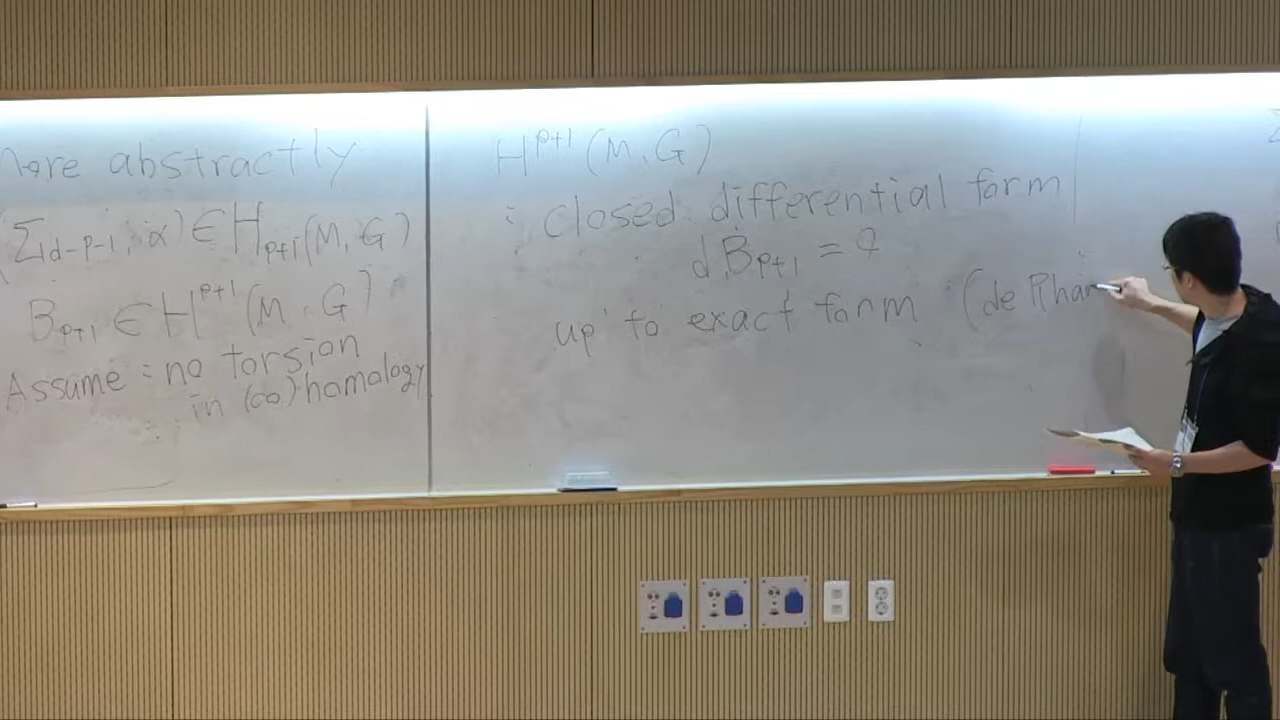 more abstractly
(Σ_{d-p-1}, α) ∈ H_{p+1}(M, G)
B_{p+1} ∈ H^{p+1}(M, G)
Assume : no torsion
in (co)homology
H^{p+1}(M, G)
: closed differential form
dB_{p+1} = 0
up to exact form (de Rham